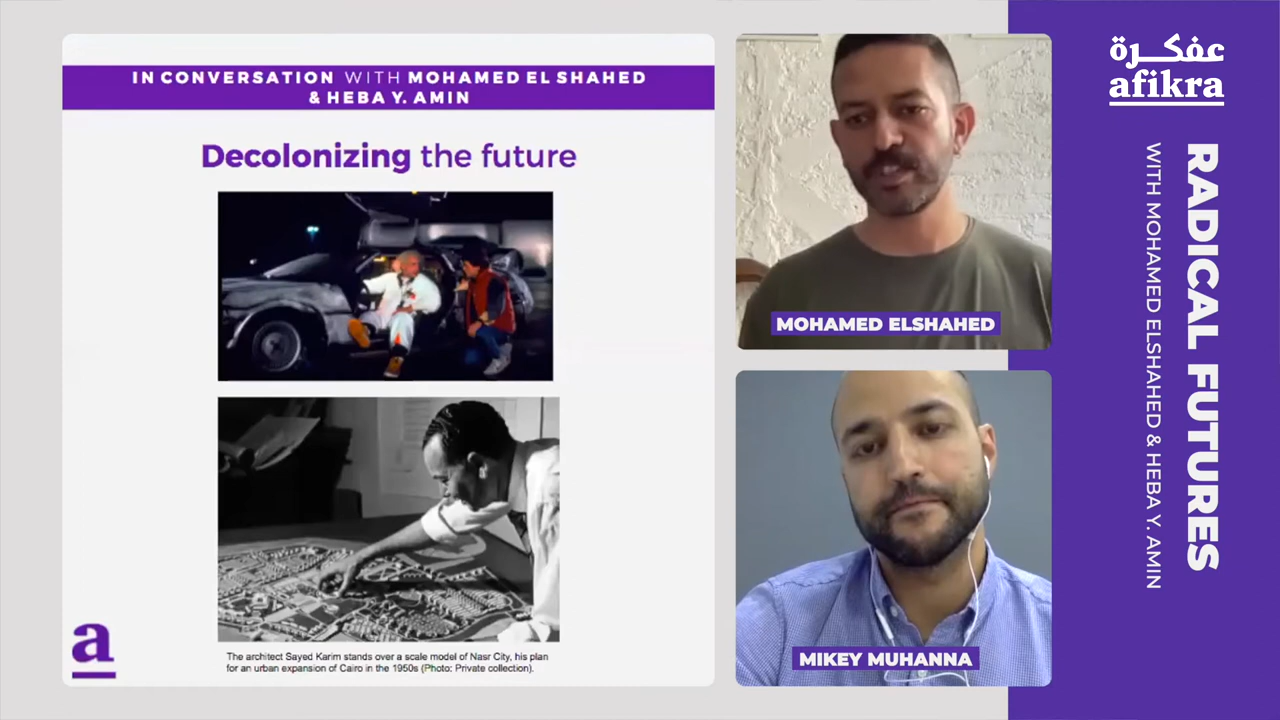 IN CONVERSATION WITH MOHAMED EL SHAHED
& HEBA Y. AMIN
Decolonizing the future
The architect Sayed Karim stands over a scale model of Nasr City, his plan
for an urban expansion of Cairo in the 1950s (Photo: Private collection).
a
MOHAMED ELSHAHED
MIKEY MUHANNA
عفكرة
afikra
RADICAL FUTURES
WITH MOHAMED ELSHAHED & HEBA Y. AMIN